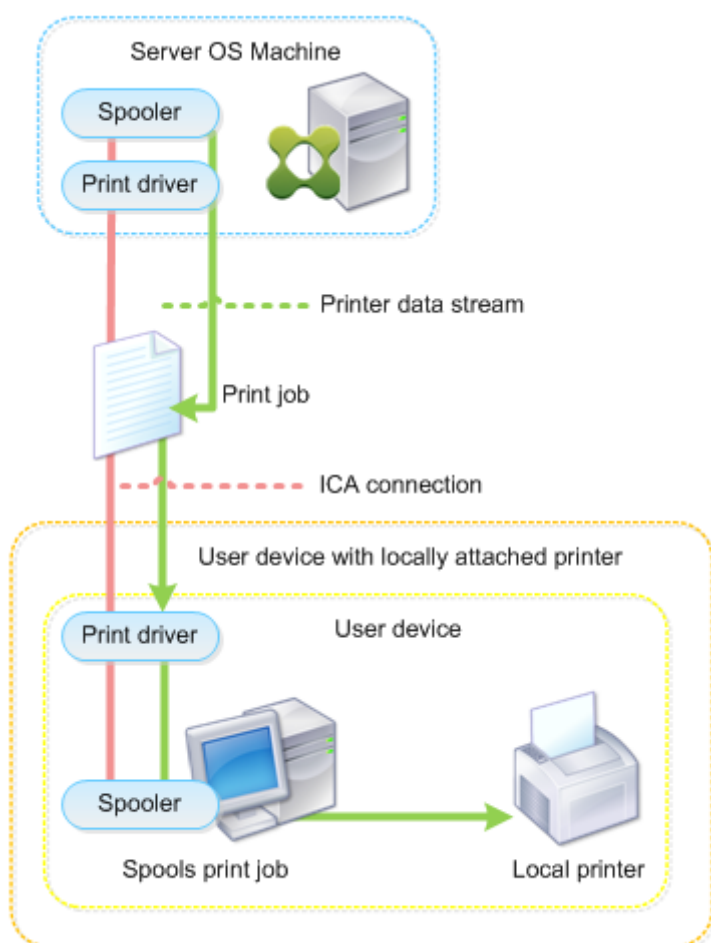 Server OS Machine
Spooler
Print driver
Printer data stream
Print job
ICA connection
User device with locally attached printer
Print driver
User device
Spooler
Spools print job
Local printer